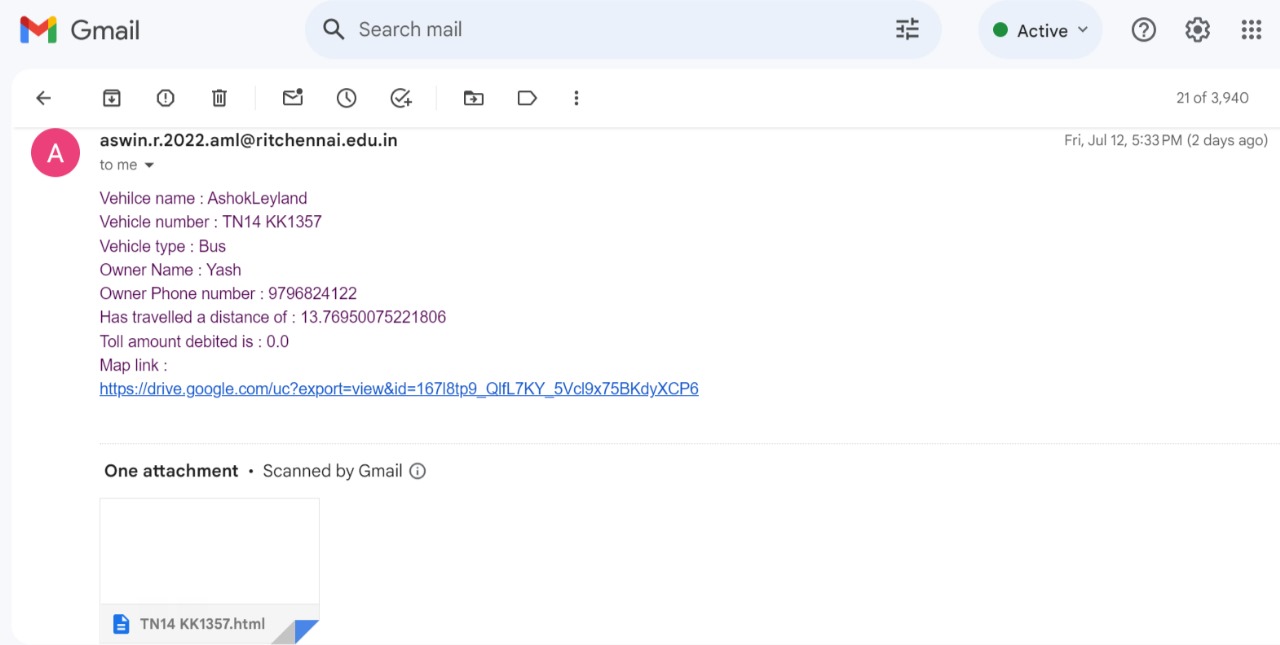 Gmail
Search mail
Active
21 of 3,940
A
aswin.r.2022.aml@ritchennai.edu.in
Fri, Jul 12, 5:33 PM (2 days ago)
to me
Vehilce name : AshokLeyland
Vehicle number : TN14 KK1357
Vehicle type : Bus
Owner Name : Yash
Owner Phone number : 9796824122
Has travelled a distance of : 13.76950075221806
Toll amount debited is : 0.0
Map link :
https://drive.google.com/uc?export=view&id=167l8tp9_QlfL7KY_5Vcl9x75BKdyXCP6
One attachment • Scanned by Gmail
TN14 KK1357.html